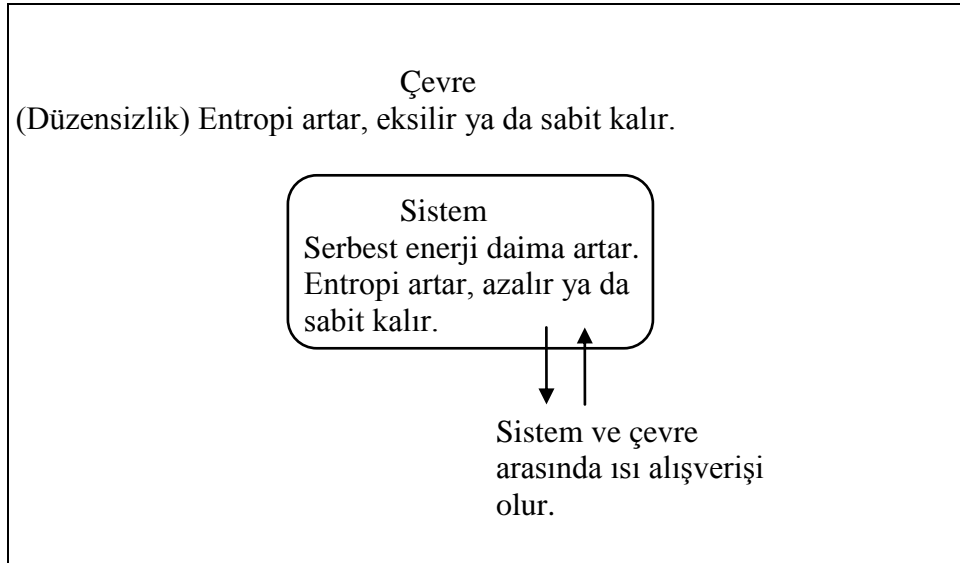 Çevre
(Düzensizlik) Entropi artar, eksilir ya da sabit kalır.
Sistem
Serbest enerji daima artar.
Entropi artar, azalır ya da
sabit kalır.
Sistem ve çevre
arasında ısı alışverişi
olur.